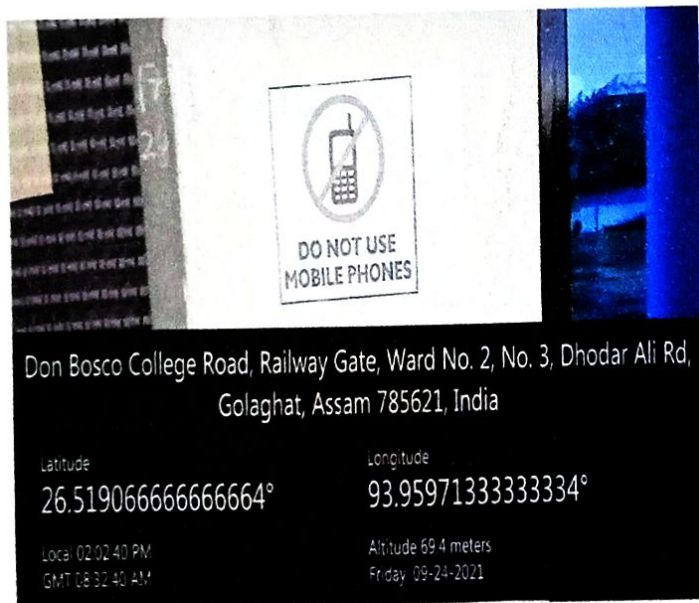 DO NOT USE
MOBILE PHONES
Don Bosco College Road, Railway Gate, Ward No. 2, No. 3, Dhodar Ali Rd,
Golaghat, Assam 785621, India
Latitude
26.519066666666664°
Longitude
93.95971333333334°
Local 02:02:40 PM
GMT 08:32:40 AM
Altitude 69.4 meters
Friday 09-24-2021